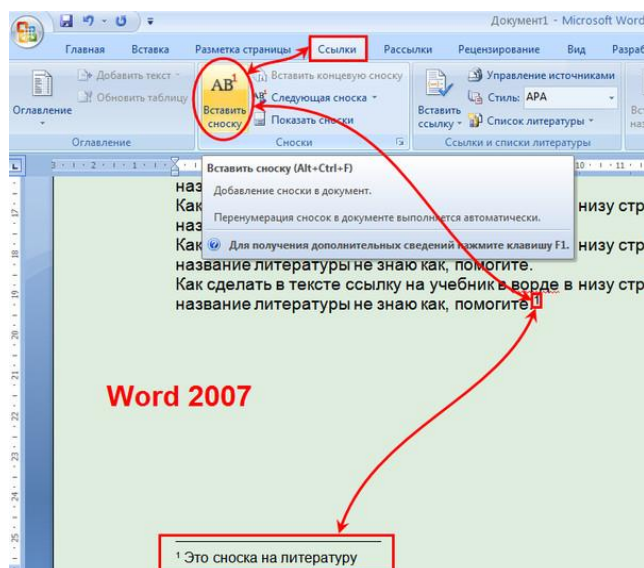 Документ1 - Microsoft Word
Главная Вставка Разметка страницы Ссылки Рассылки Рецензирование Вид Разраб
Добавить текст
Обновить таблицу
Оглавление
Оглавление
AB1
Вставить сноску
Вставить концевую сноску
Следующая сноска
Показать сноски
Сноски
Вставить ссылку
Управление источниками
Стиль: APA
Список литературы
Ссылки и списки литературы
Вставить сноску (Alt+Ctrl+F)
Добавление сноски в документ.
Перенумерация сносок в документе выполняется автоматически.
Для получения дополнительных сведений нажмите клавишу F1.
наз
Как низу стр
наз
Как низу стр
название литературы не знаю как, помогите.
Как сделать в тексте ссылку на учебник в ворде в низу стр
название литературы не знаю как, помогите.1
Word 2007
1 Это сноска на литературу